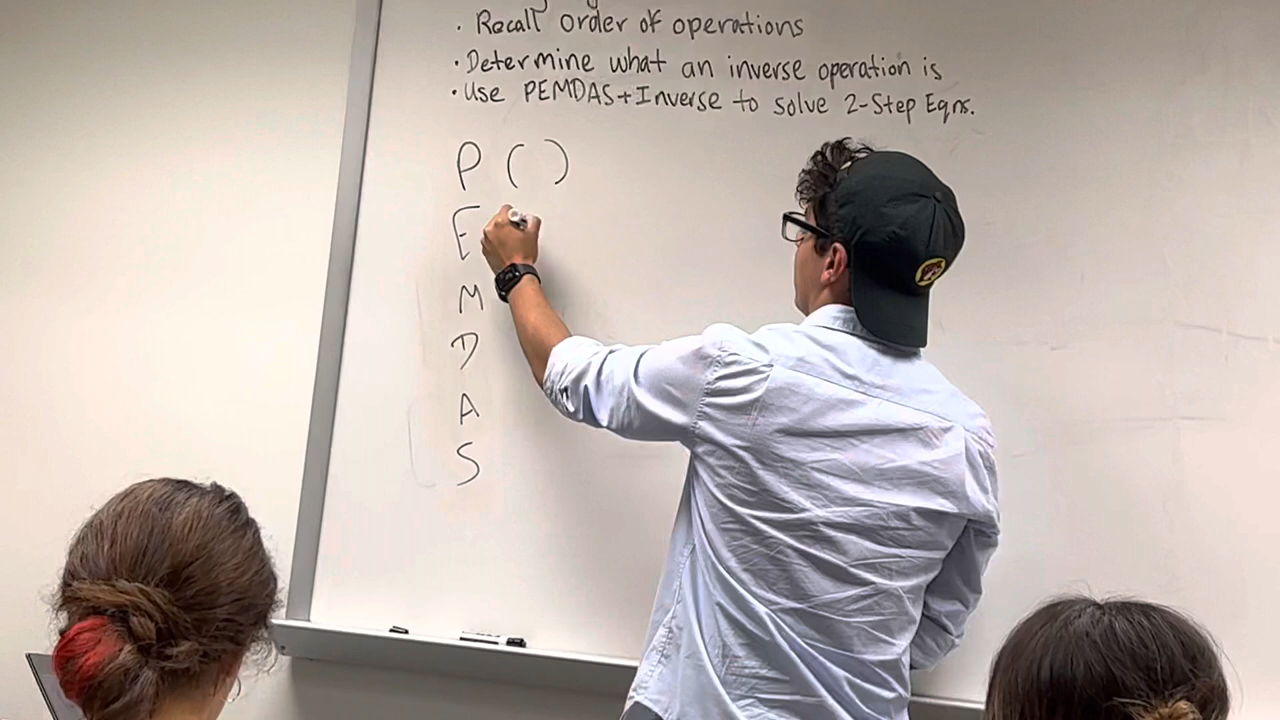 · Recall order of operations
· Determine what an inverse operation is
· Use PEMDAS+Inverse to solve 2-Step Eqns.
P ( )
E
M
D
A
S